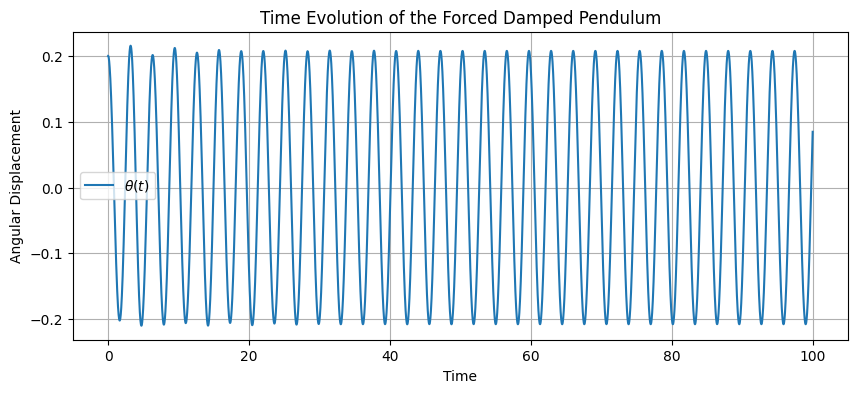 Time Evolution of the Forced Damped Pendulum
Angular Displacement
0.2
0.1
0.0
−0.1
−0.2
θ(t)
0 20 40 60 80 100
Time